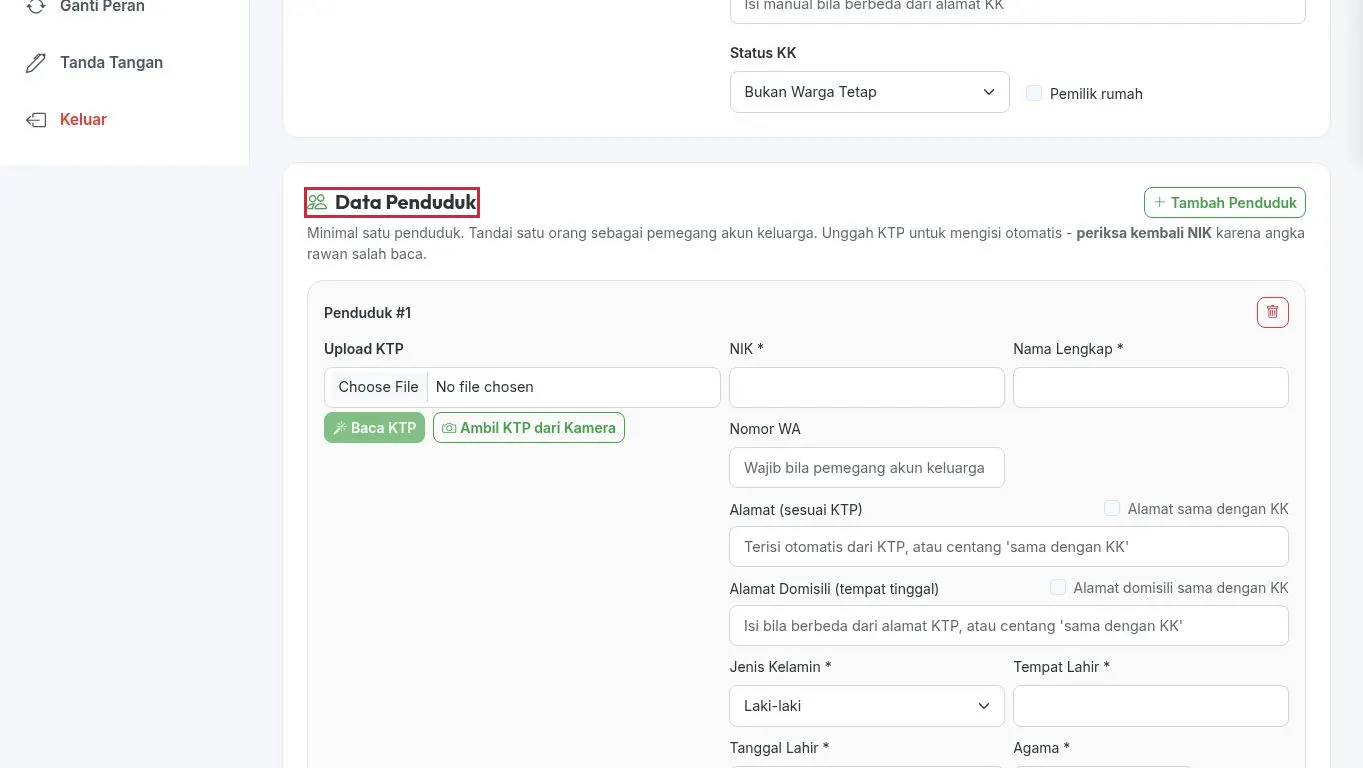 Ganti Peran
Tanda Tangan
Keluar
Isi manual bila berbeda dari alamat KK
Status KK
Bukan Warga Tetap
Pemilik rumah
Data Penduduk
+ Tambah Penduduk
Minimal satu penduduk. Tandai satu orang sebagai pemegang akun keluarga. Unggah KTP untuk mengisi otomatis - periksa kembali NIK karena angka
rawan salah baca.
Penduduk #1
Upload KTP
Choose File No file chosen
Baca KTP Ambil KTP dari Kamera
NIK *
Nama Lengkap *
Nomor WA
Wajib bila pemegang akun keluarga
Alamat (sesuai KTP)
Alamat sama dengan KK
Terisi otomatis dari KTP, atau centang 'sama dengan KK'
Alamat Domisili (tempat tinggal)
Alamat domisili sama dengan KK
Isi bila berbeda dari alamat KTP, atau centang 'sama dengan KK'
Jenis Kelamin *
Laki-laki
Tempat Lahir *
Tanggal Lahir *
Agama *